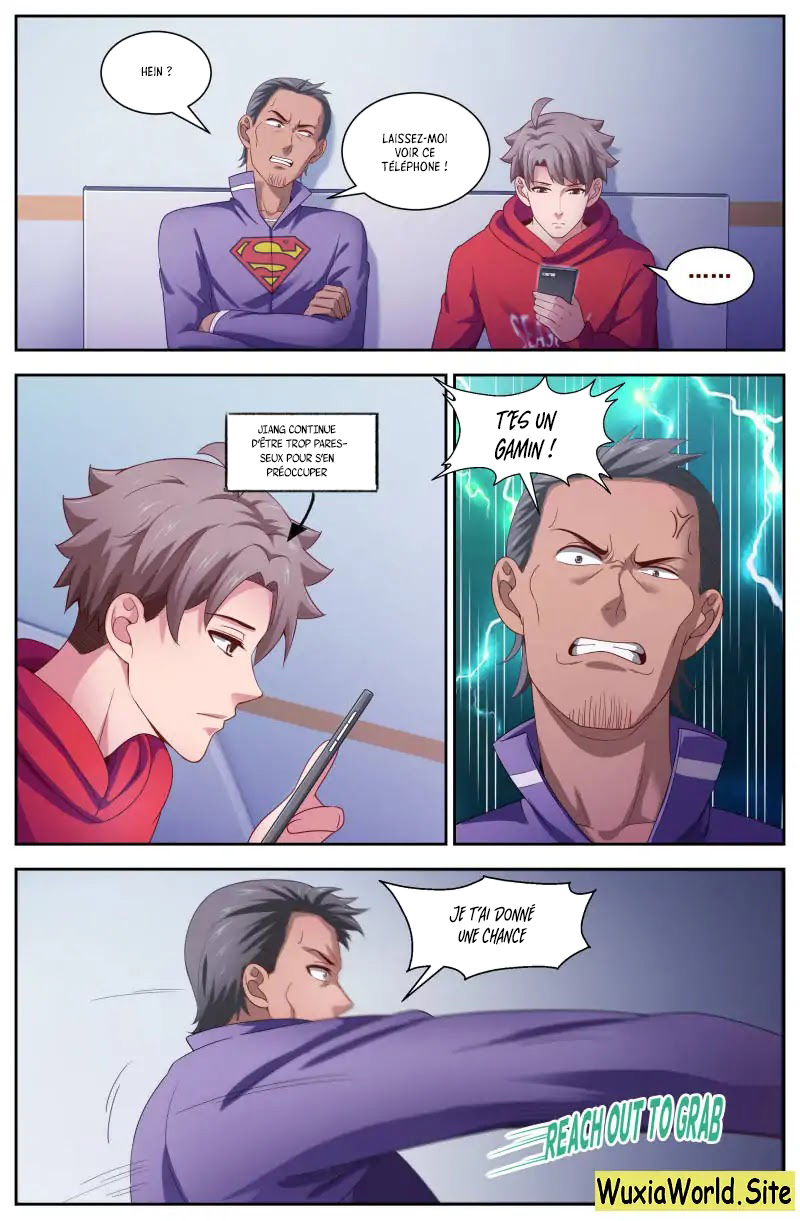 HEIN ?
LAISSEZ-MOI
VOIR CE
TÉLÉPHONE !
.......
JIANG CONTINUE
D'ÊTRE TROP PARES-
SEUX POUR S'EN
PRÉOCCUPER
T'ES UN
GAMIN !
JE T'AI DONNÉ
UNE CHANCE
REACH OUT TO GRAB
WuxiaWorld.Site